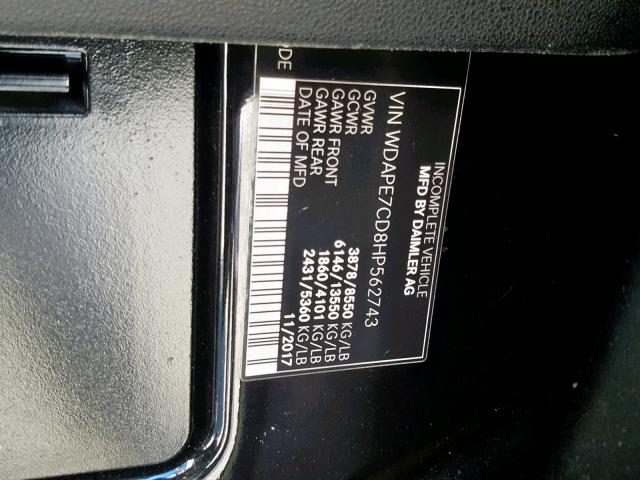 INCOMPLETE VEHICLE
MFD BY DAIMLER AG
VIN WDAPE7CD8HP562743
GVWR 3878/8550 KG/LB
GCWR 6146/13550 KG/LB
GAWR FRONT 1860/4101 KG/LB
GAWR REAR 2431/5360 KG/LB
DATE OF MFD 11/2017